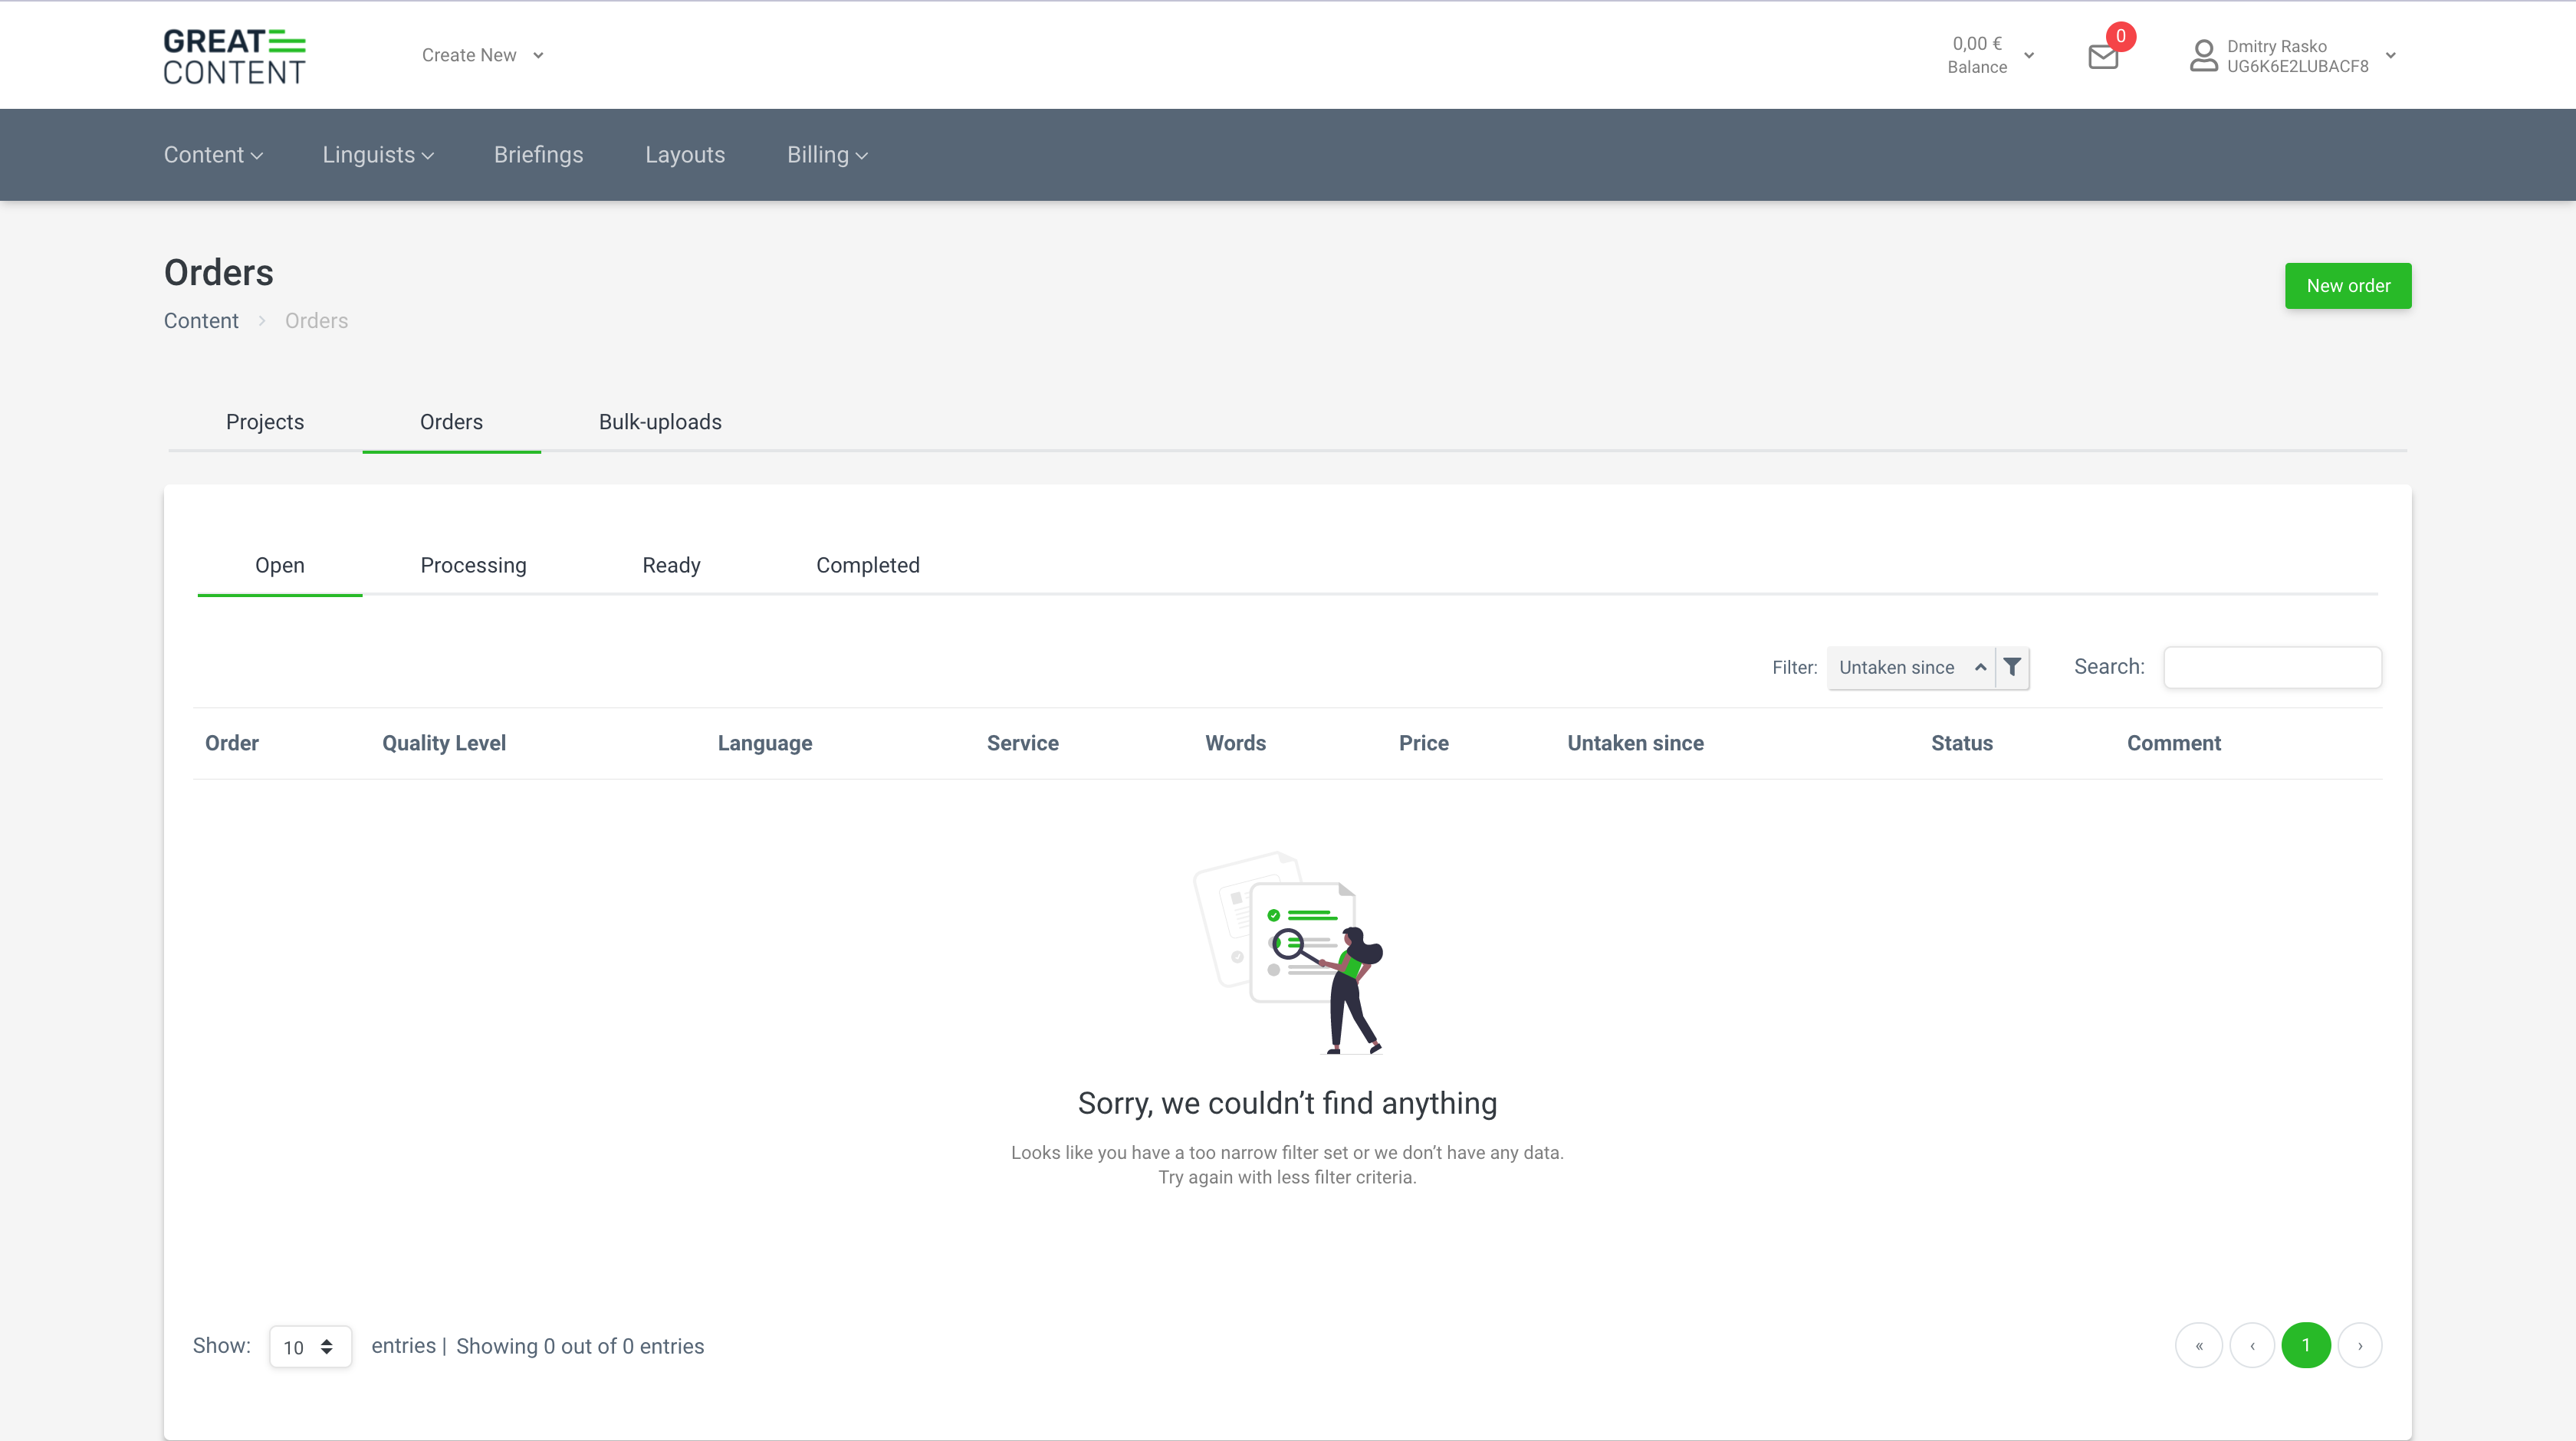 GREAT
CONTENT
Create New
0,00 €
Balance
0
Dmitry Rasko
UG6K6E2LUBACF8
Content
Linguists
Briefings
Layouts
Billing
Orders
New order
Content > Orders
Projects
Orders
Bulk-uploads
Open
Processing
Ready
Completed
Filter:
Untaken since
Search:
Order
Quality Level
Language
Service
Words
Price
Untaken since
Status
Comment
Sorry, we couldn’t find anything
Looks like you have a too narrow filter set or we don’t have any data.
Try again with less filter criteria.
Show:
10
entries | Showing 0 out of 0 entries
«
‹
1
›